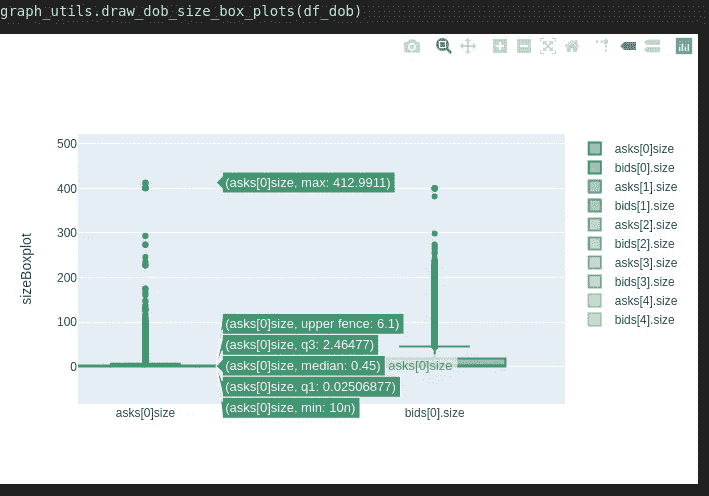 graph_utils.draw_dob_size_box_plots(df_dob)
500
400
300
200
100
0
sizeBoxplot
(asks[0]size, max: 412.9911)
(asks[0]size, upper fence: 6.1)
(asks[0]size, q3: 2.46477)
(asks[0]size, median: 0.45)
asks[0]size
(asks[0]size, q1: 0.02506877)
(asks[0]size, min: 10n)
asks[0]size
bids[0].size
asks[0]size
bids[0].size
asks[1].size
bids[1].size
asks[2].size
bids[2].size
asks[3].size
bids[3].size
asks[4].size
bids[4].size